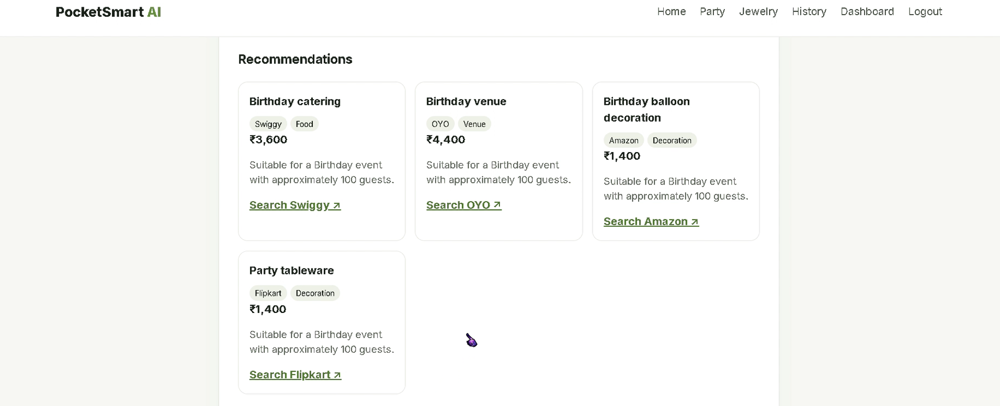 PocketSmart AI
Home Party Jewelry History Dashboard Logout
Recommendations
Birthday catering
Swiggy Food
₹3,600
Suitable for a Birthday event
with approximately 100 guests.
Search Swiggy ↗
Birthday venue
OYO Venue
₹4,400
Suitable for a Birthday event
with approximately 100 guests.
Search OYO ↗
Birthday balloon
decoration
Amazon Decoration
₹1,400
Suitable for a Birthday event
with approximately 100 guests.
Search Amazon ↗
Party tableware
Flipkart Decoration
₹1,400
Suitable for a Birthday event
with approximately 100 guests.
Search Flipkart ↗